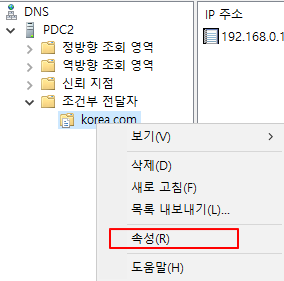 DNS
PDC2
정방향 조회 영역
역방향 조회 영역
신뢰 지점
조건부 전달자
korea.com
IP 주소
192.168.0.1
보기(V)
삭제(D)
새로 고침(F)
목록 내보내기(L)...
속성(R)
도움말(H)